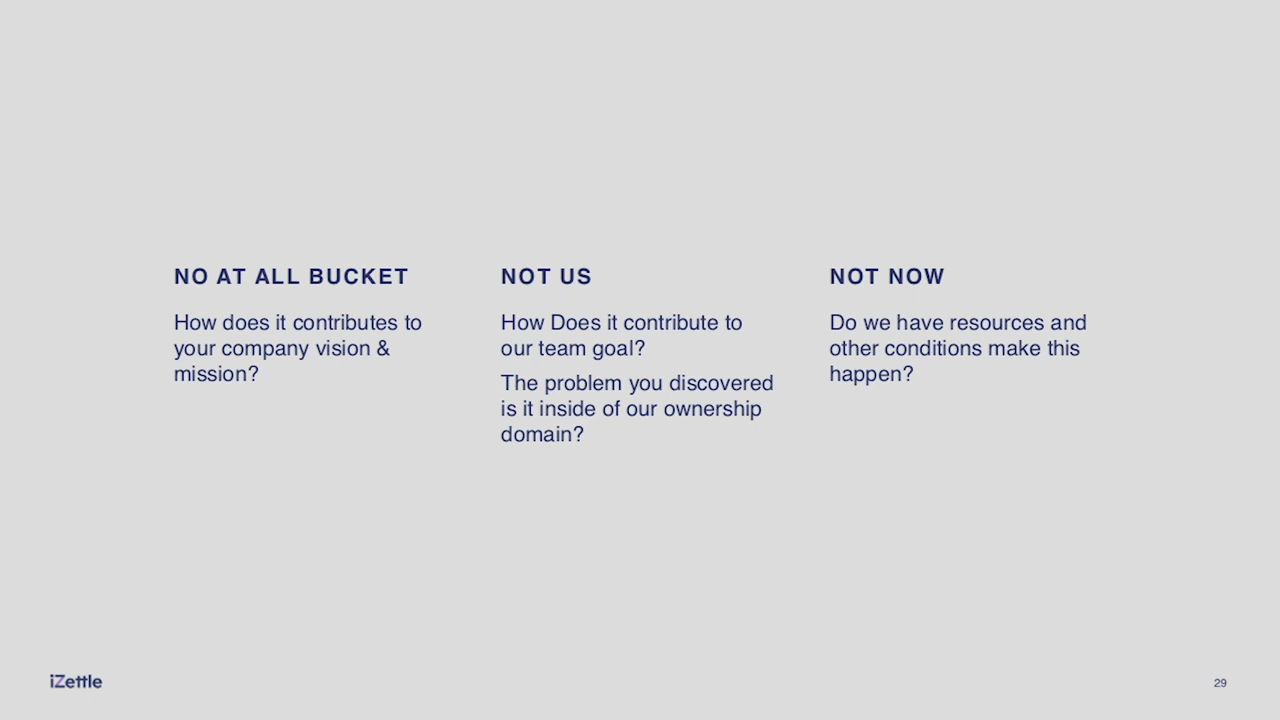 NO AT ALL BUCKET
How does it contributes to
your company vision &
mission?
NOT US
How Does it contribute to
our team goal?
The problem you discovered
is it inside of our ownership
domain?
NOT NOW
Do we have resources and
other conditions make this
happen?
iZettle
29